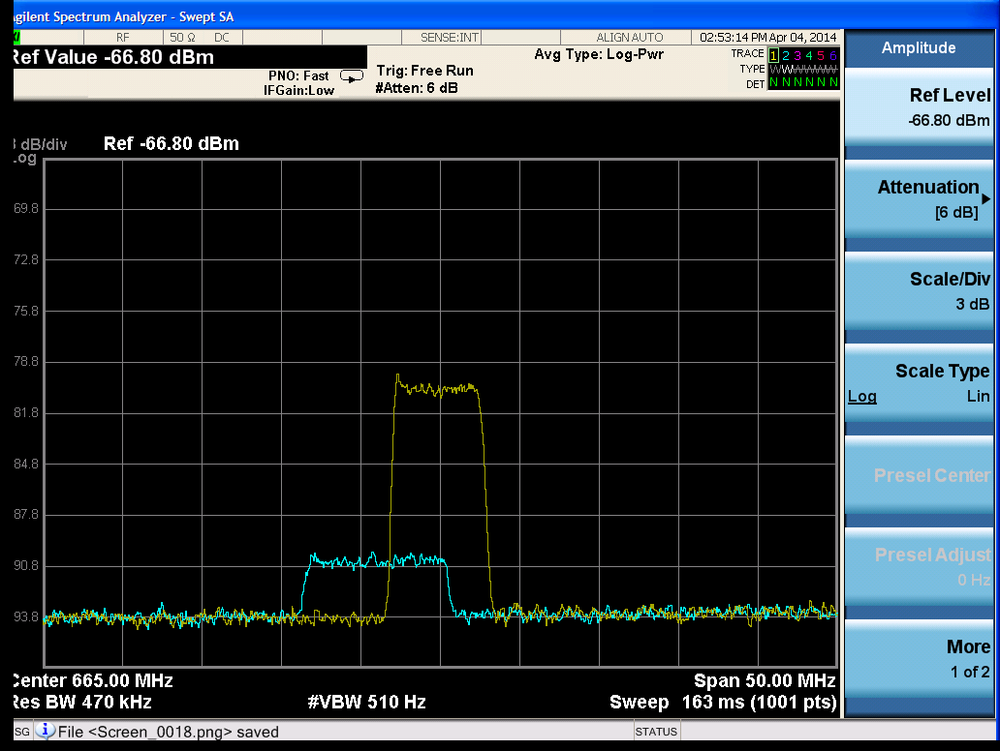 Agilent Spectrum Analyzer - Swept SA
RF 50 Ω DC SENSE:INT ALIGN AUTO 02:53:14 PM Apr 04, 2014
Ref Value -66.80 dBm
PNO: Fast
IFGain:Low
Trig: Free Run
#Atten: 6 dB
Avg Type: Log-Pwr
TRACE 1 2 3 4 5 6
TYPE W W W W W W
DET N N N N N N
3 dB/div Ref -66.80 dBm
Log
69.8
72.8
75.8
78.8
81.8
84.8
87.8
90.8
93.8
Center 665.00 MHz Span 50.00 MHz
Res BW 470 kHz #VBW 510 Hz Sweep 163 ms (1001 pts)
SG File <Screen_0018.png> saved STATUS
Amplitude
Ref Level
-66.80 dBm
Attenuation
[6 dB]
Scale/Div
3 dB
Scale Type
Log Lin
Presel Center
Presel Adjust
0 Hz
More
1 of 2